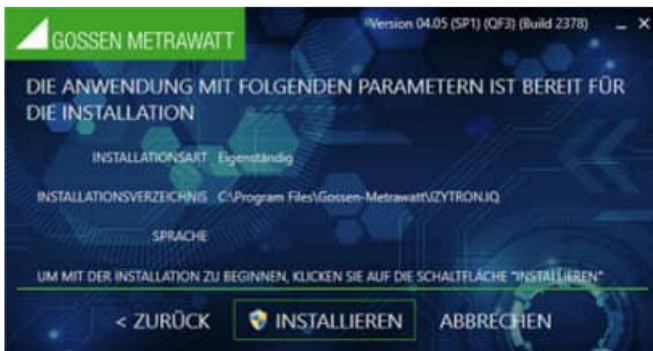 GOSSEN METRAWATT
Version 04.05 (SP1) (QF3) (Build 2378)
DIE ANWENDUNG MIT FOLGENDEN PARAMETERN IST BEREIT FÜR
DIE INSTALLATION
INSTALLATIONSART Eigenständig
INSTALLATIONSVERZEICHNIS C:\Program Files\Gossen-Metrawatt\IZYTRON.IQ
SPRACHE
UM MIT DER INSTALLATION ZU BEGINNEN, KLICKEN SIE AUF DIE SCHALTFLÄCHE "INSTALLIEREN"
< ZURÜCK INSTALLIEREN ABBRECHEN